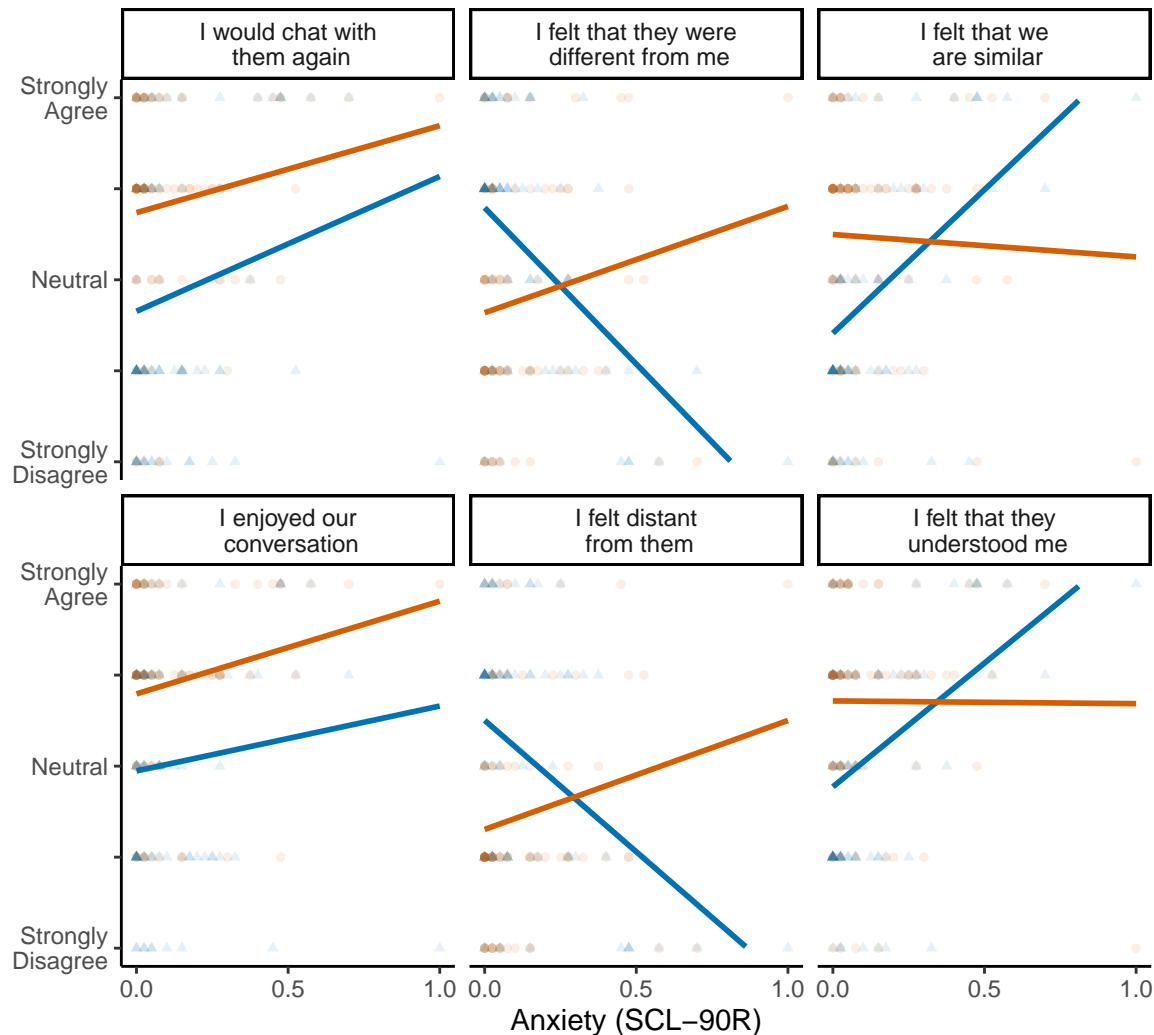 I would chat with
them again
I felt that they were
different from me
I felt that we
are similar
Strongly
Agree
Neutral
Strongly
Disagree
I enjoyed our
conversation
I felt distant
from them
I felt that they
understood me
Strongly
Agree
Neutral
Strongly
Disagree
0.0 0.5 1.0 0.0 0.5 1.0 0.0 0.5 1.0
Anxiety (SCL−90R)